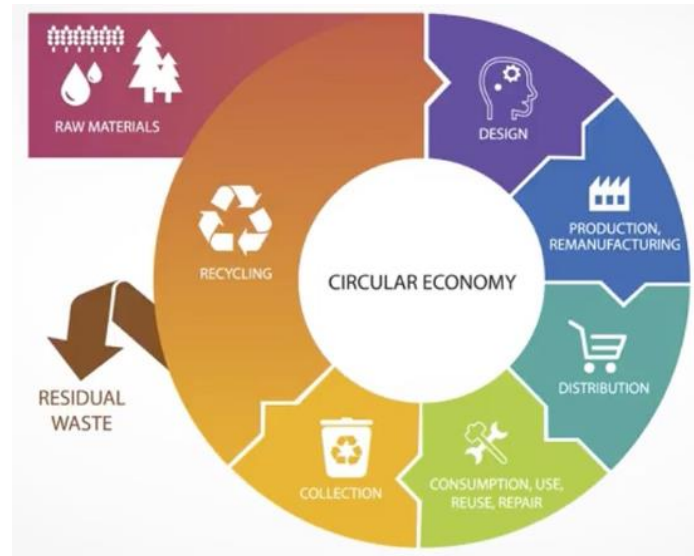 RAW MATERIALS
DESIGN
PRODUCTION,
REMANUFACTURING
RECYCLING
CIRCULAR ECONOMY
DISTRIBUTION
RESIDUAL
WASTE
COLLECTION
CONSUMPTION, USE,
REUSE, REPAIR